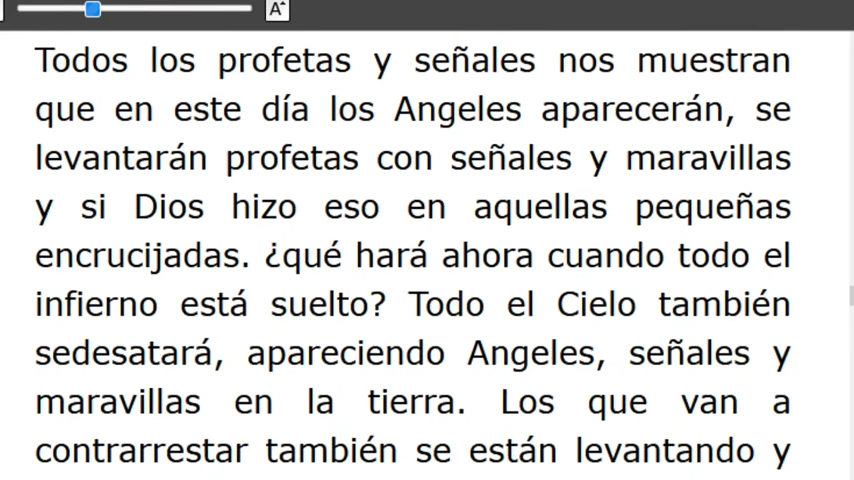 A
Todos los profetas y señales nos muestran
que en este día los Angeles aparecerán, se
levantarán profetas con señales y maravillas
y si Dios hizo eso en aquellas pequeñas
encrucijadas. ¿qué hará ahora cuando todo el
infierno está suelto? Todo el Cielo también
sedesatará, apareciendo Angeles, señales y
maravillas en la tierra. Los que van a
contrarrestar también se están levantando y